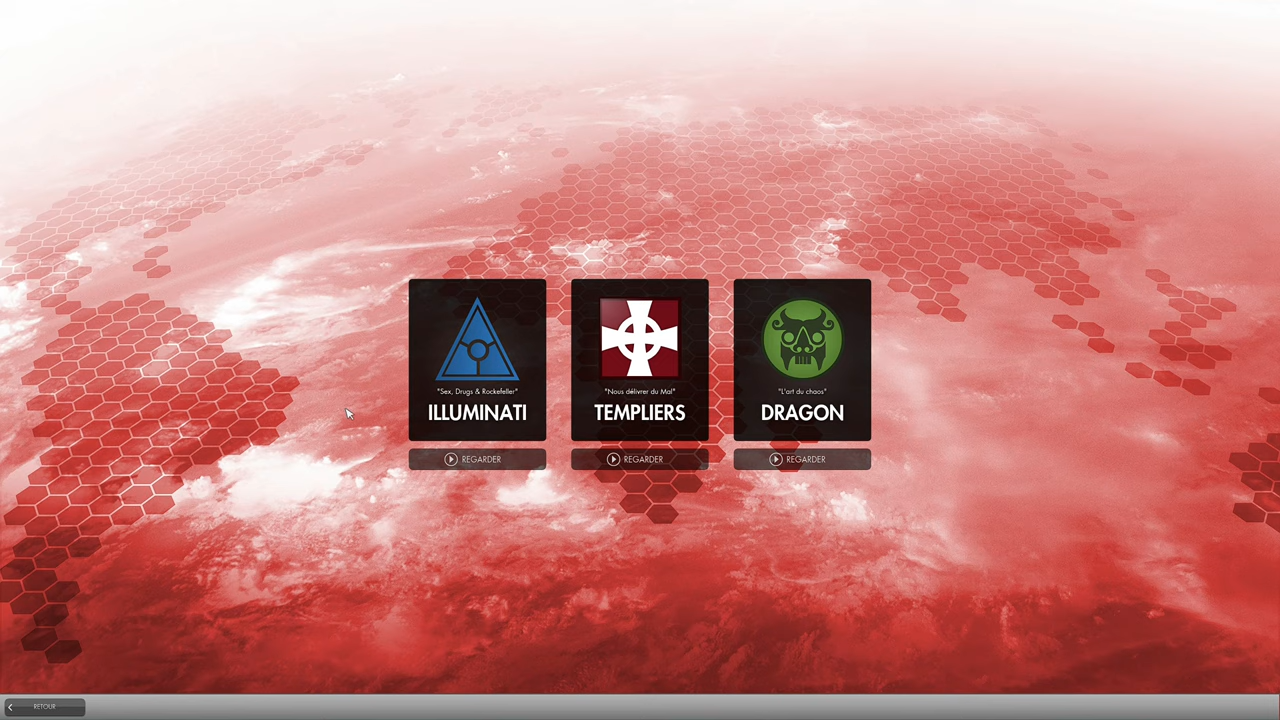 "Sex, Drugs & Rockefeller"
ILLUMINATI
REGARDER
"Nous délivrer du Mal"
TEMPLIERS
REGARDER
"L'art du chaos"
DRAGON
REGARDER
RETOUR